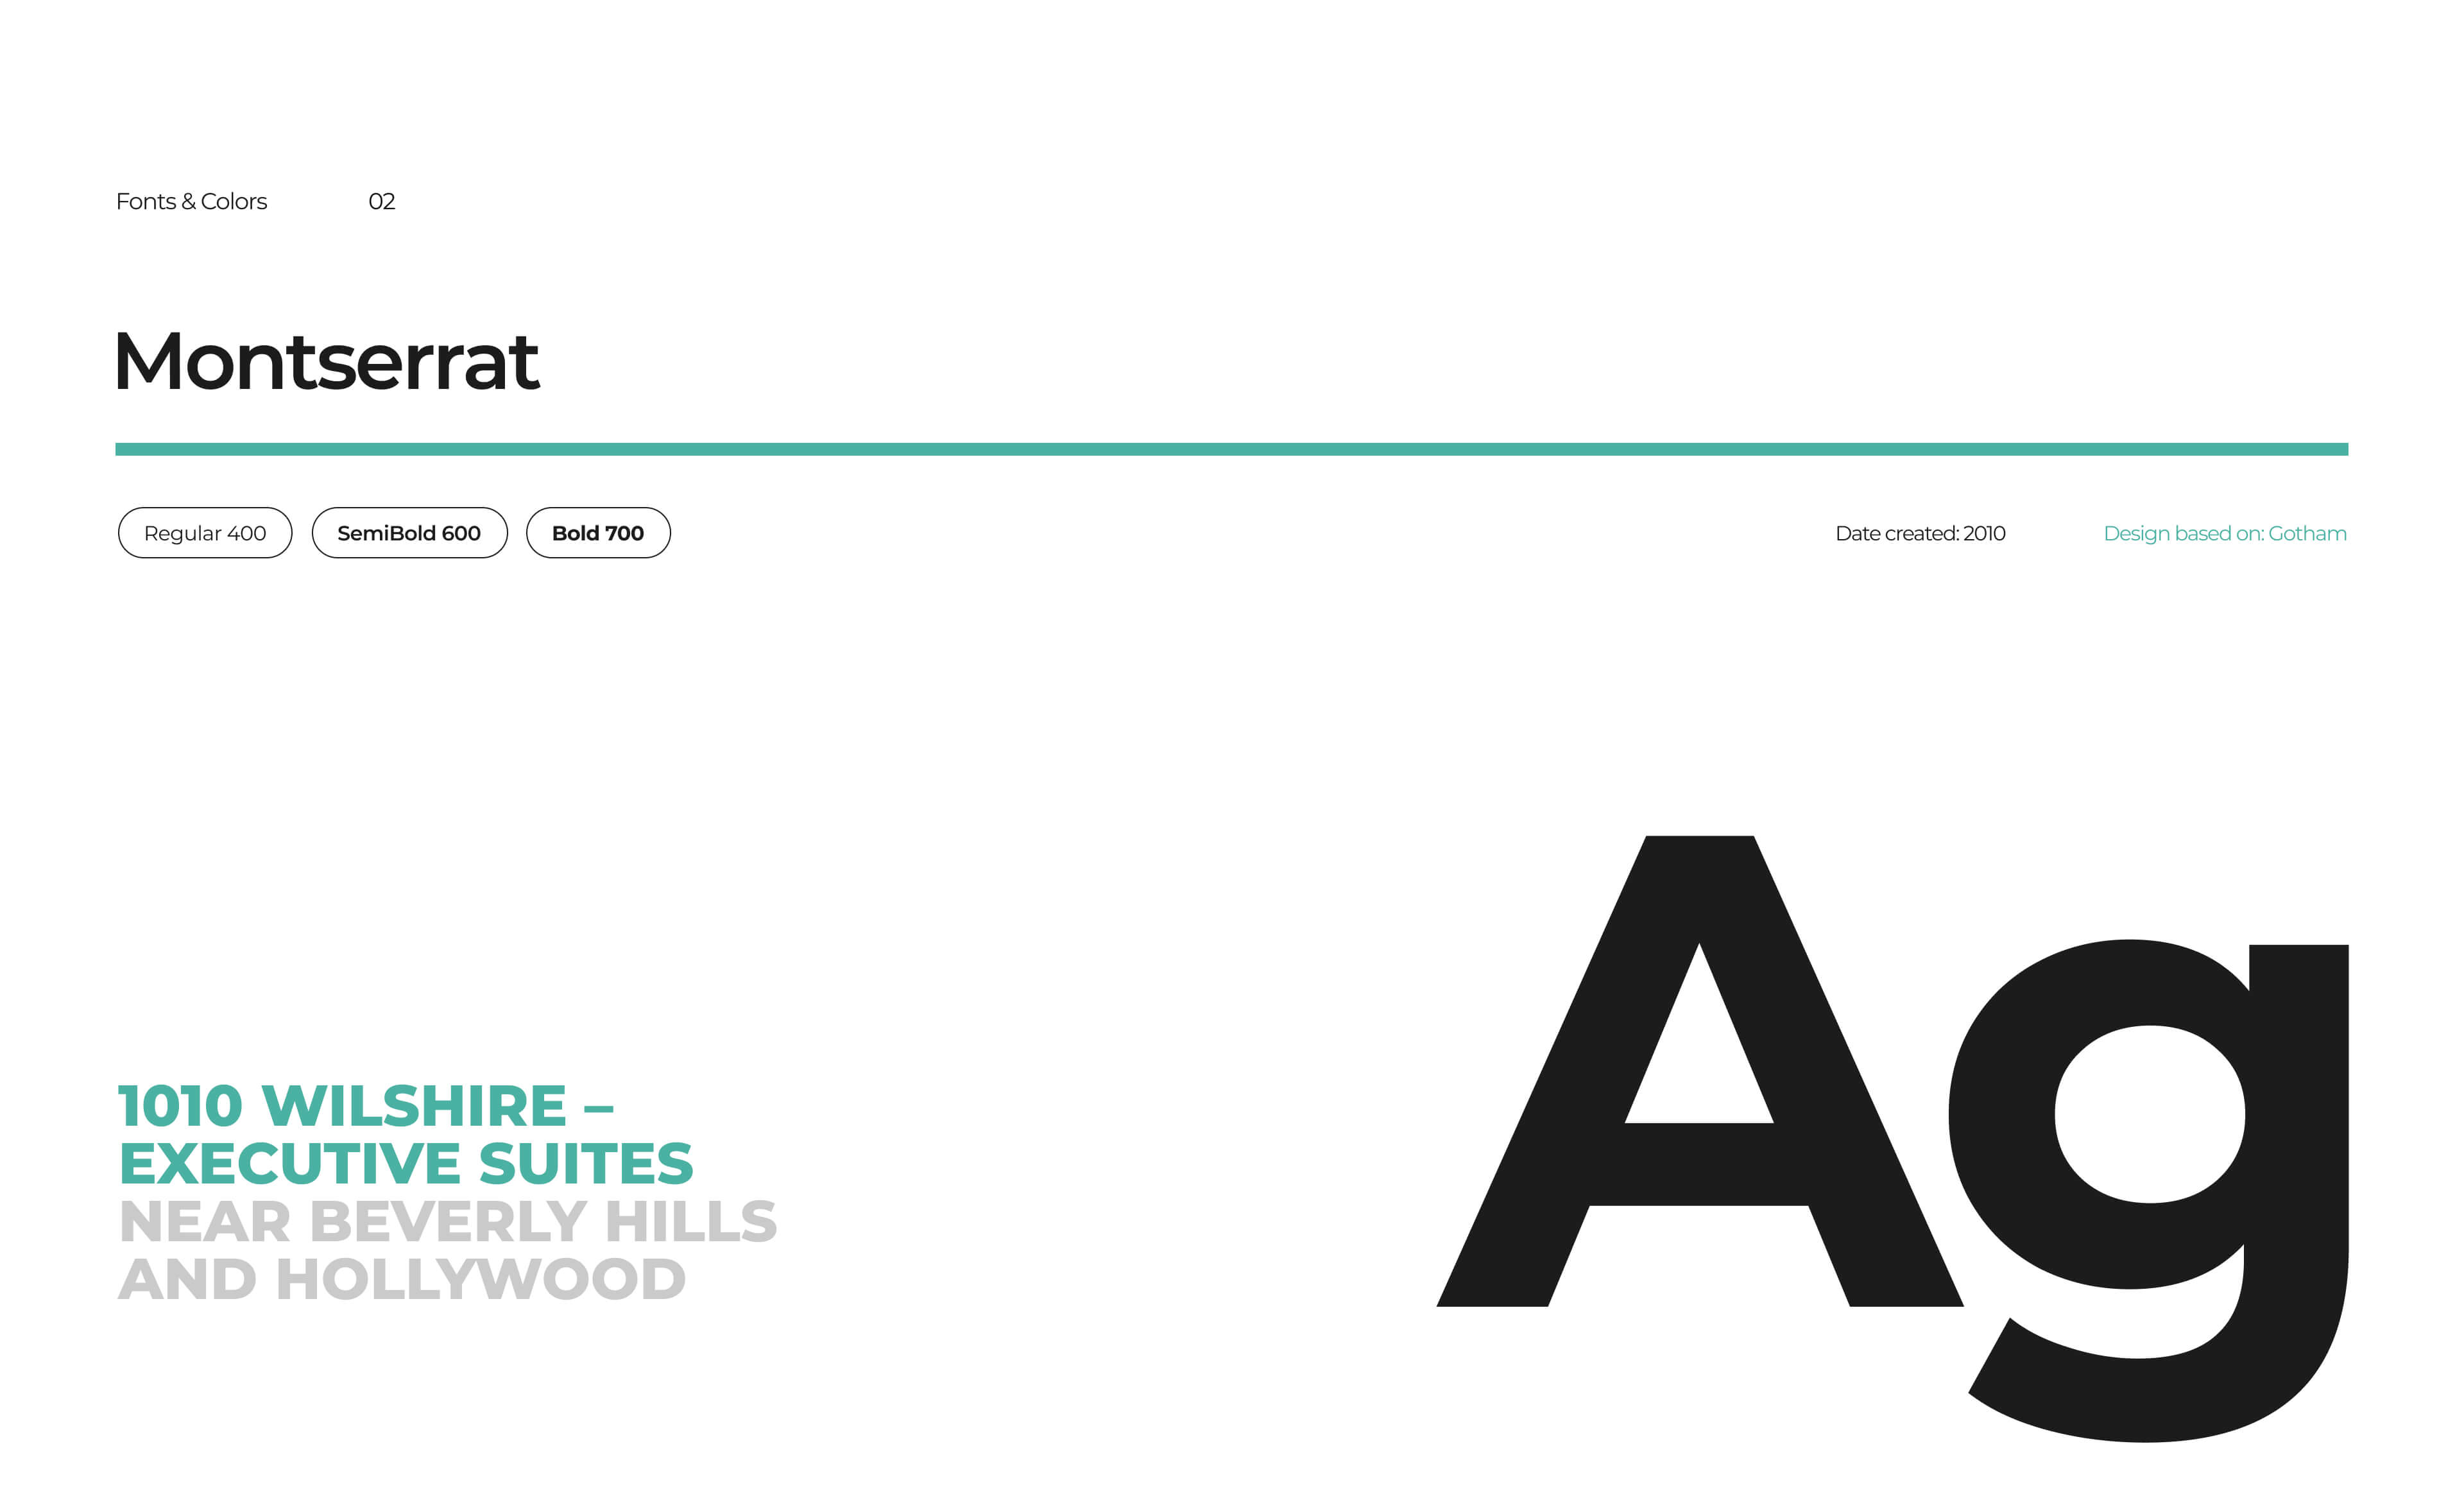 Fonts & Colors 02
Montserrat
Regular 400 SemiBold 600 Bold 700 Date created: 2010 Design based on: Gotham
Ag
1010 WILSHIRE –
EXECUTIVE SUITES
NEAR BEVERLY HILLS
AND HOLLYWOOD